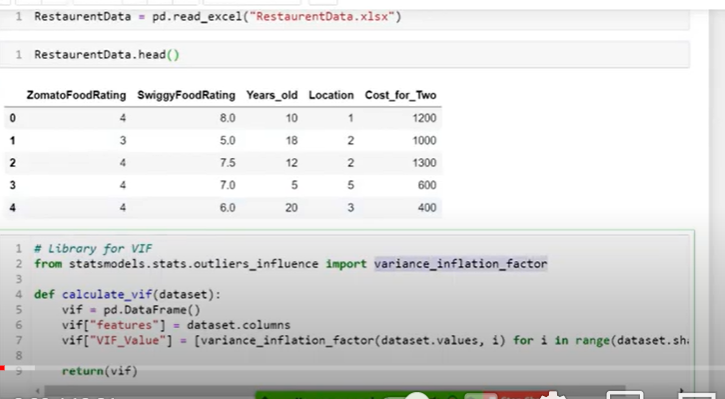 1 RestaurentData = pd.read_excel("RestaurentData.xlsx")
1 RestaurentData.head()
ZomatoFoodRating SwiggyFoodRating Years_old Location Cost_for_Two
0 4 8.0 10 1 1200
1 3 5.0 18 2 1000
2 4 7.5 12 2 1300
3 4 7.0 5 5 600
4 4 6.0 20 3 400
1 # Library for VIF
2 from statsmodels.stats.outliers_influence import variance_inflation_factor
3
4 def calculate_vif(dataset):
5 vif = pd.DataFrame()
6 vif["features"] = dataset.columns
7 vif["VIF_Value"] = [variance_inflation_factor(dataset.values, i) for i in range(dataset.sha
8
9 return(vif)